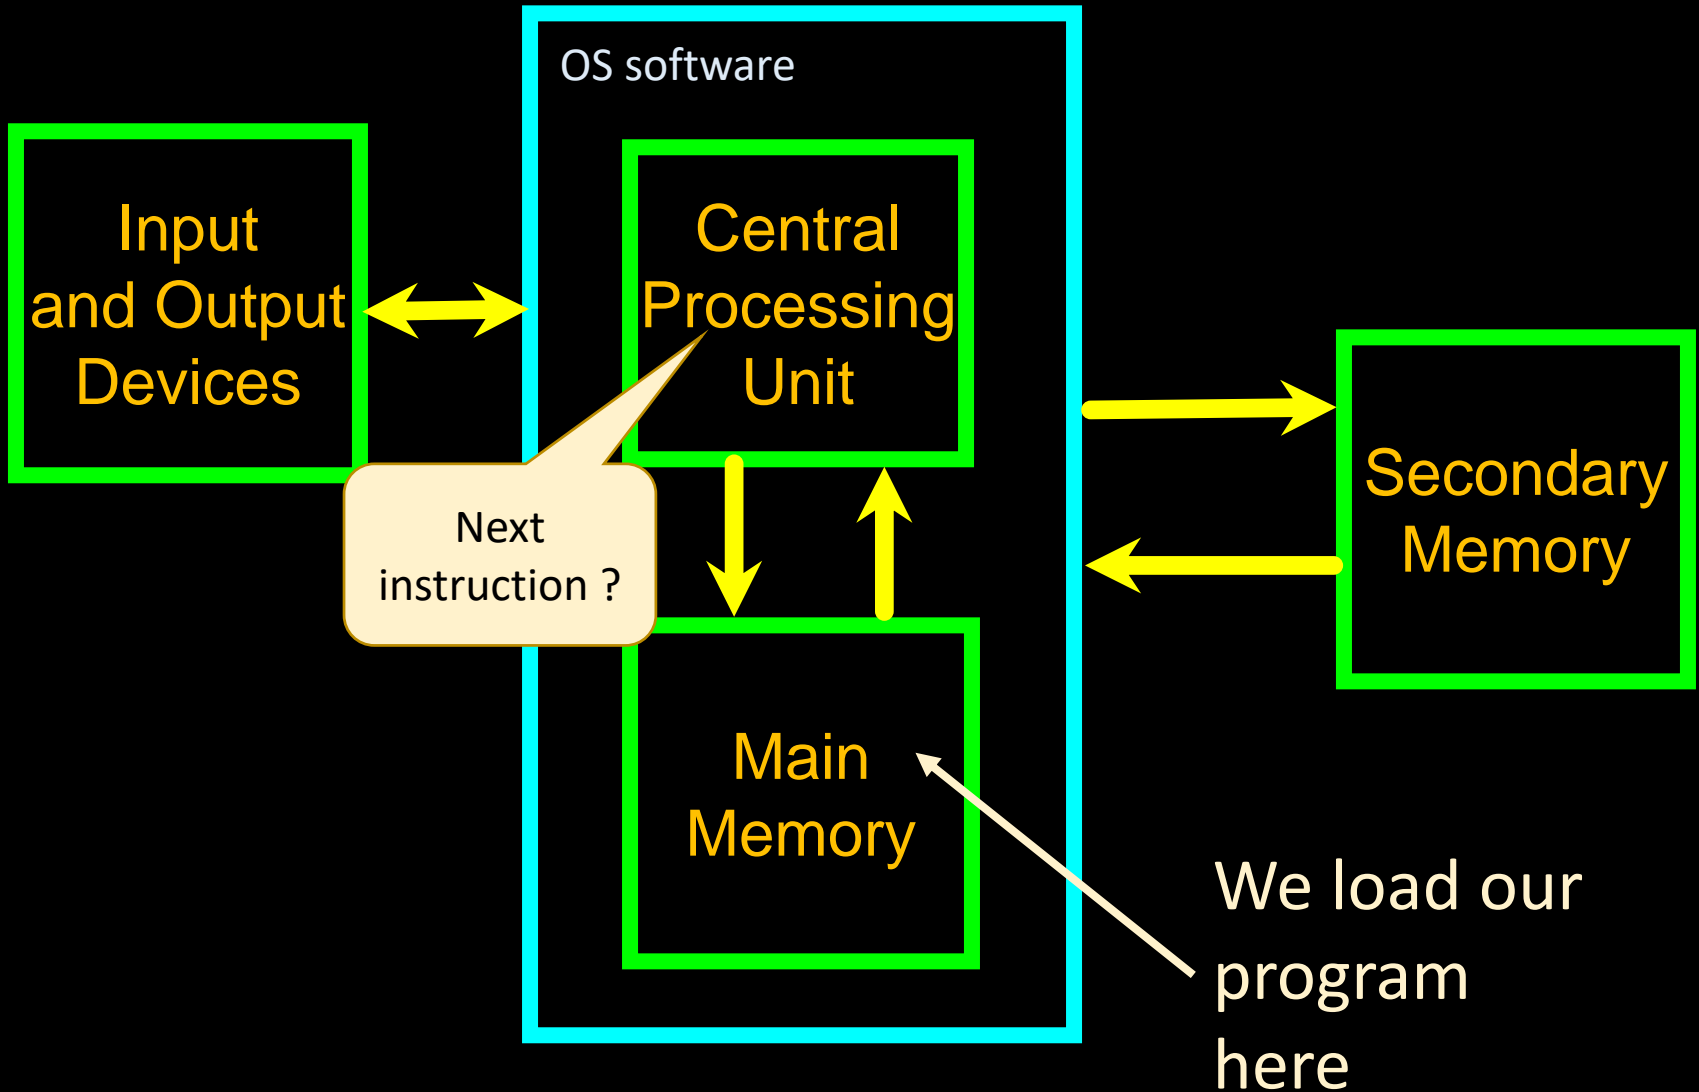 OS software
Input
and Output
Devices
Central
Processing
Unit
Next
instruction ?
Secondary
Memory
Main
Memory
We load our
program
here